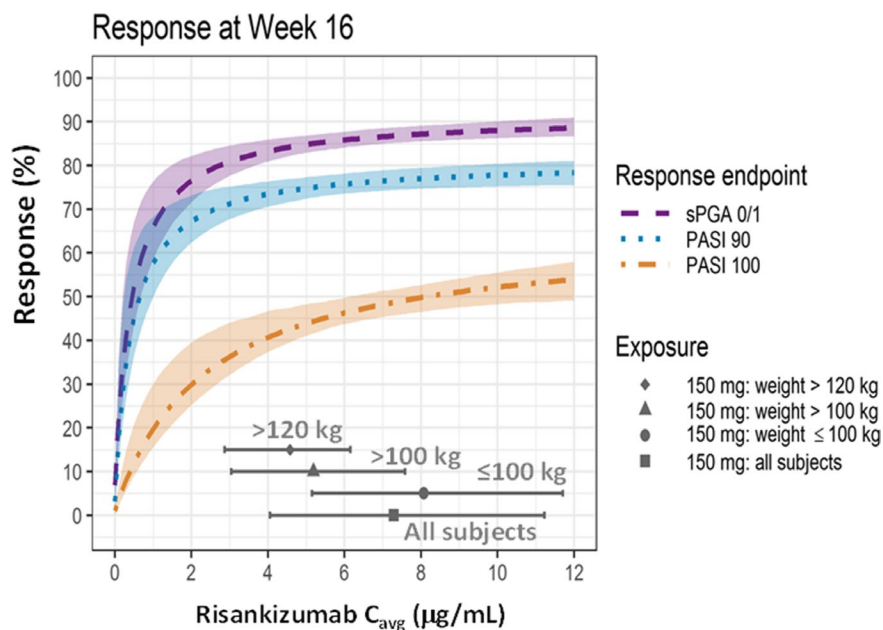 Response at Week 16
Response (%)
100
90
80
70
60
50
40
30
20
10
0
>120 kg
>100 kg
≤100 kg
All subjects
0 2 4 6 8 10 12
Risankizumab Cavg (µg/mL)
Response endpoint
sPGA 0/1
PASI 90
PASI 100
Exposure
150 mg: weight > 120 kg
150 mg: weight > 100 kg
150 mg: weight ≤ 100 kg
150 mg: all subjects